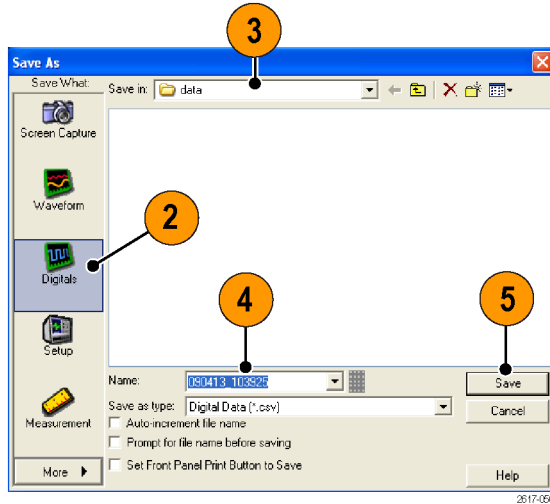 3
Save As
Save What:
Save in: data
Screen Capture
Waveform
2
Digitals
4
5
Setup
Name: 090413_103925
Save
Save as type: Digital Data (*.csv)
Cancel
Auto-increment file name
Measurement
Prompt for file name before saving
Set Front Panel Print Button to Save
More
Help